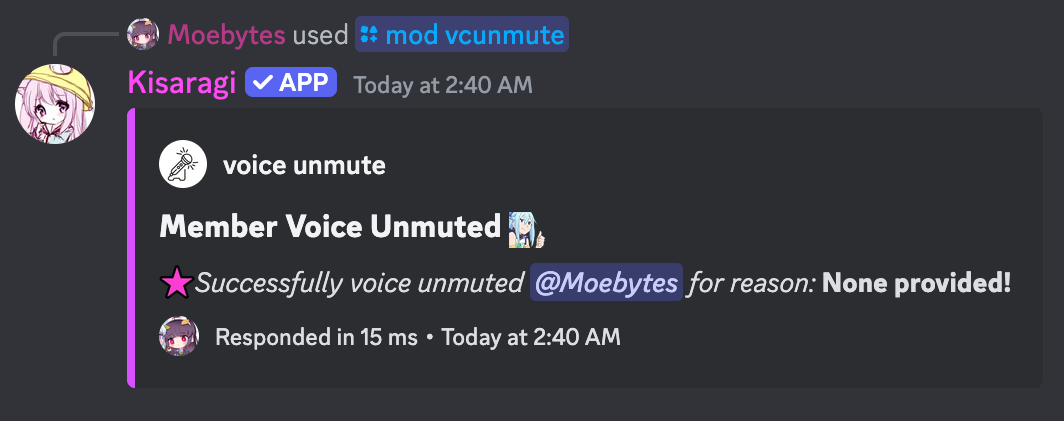 Moebytes used mod vcunmute
Kisaragi ✓ APP Today at 2:40 AM
voice unmute
Member Voice Unmuted
Successfully voice unmuted @Moebytes for reason: None provided!
Responded in 15 ms • Today at 2:40 AM